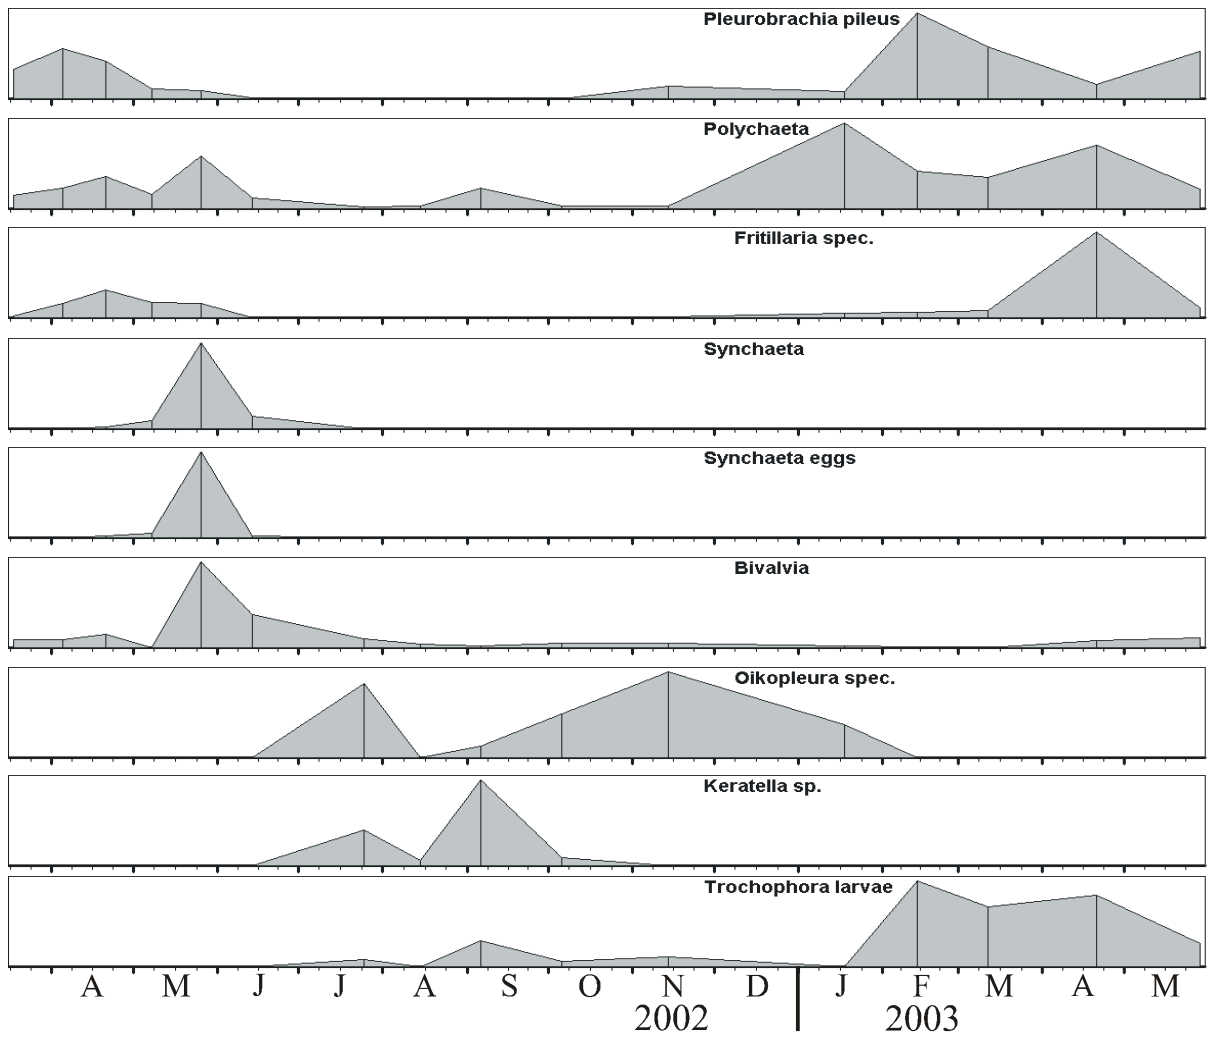 Pleurobrachia pileus
Polychaeta
Fritillaria spec.
Synchaeta
Synchaeta eggs
Bivalvia
Oikopleura spec.
Keratella sp.
Trochophora larvae
A M J J A S O N D J F M A M
2002 2003